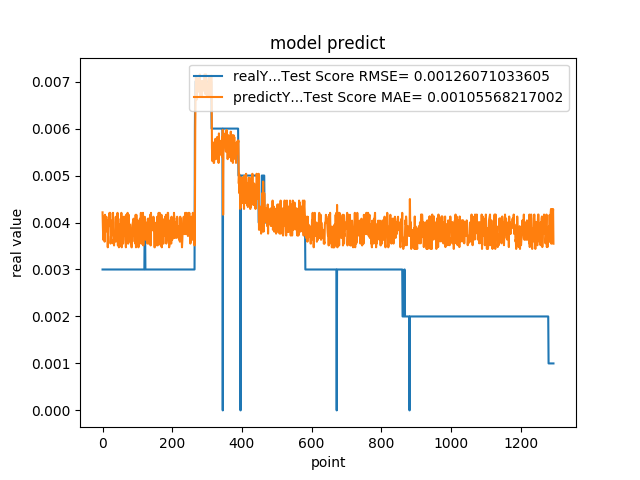 model predict
realY...Test Score RMSE= 0.00126071033605
predictY...Test Score MAE= 0.00105568217002
0.007
0.006
0.005
0.004
0.003
0.002
0.001
0.000
real value
0 200 400 600 800 1000 1200
point